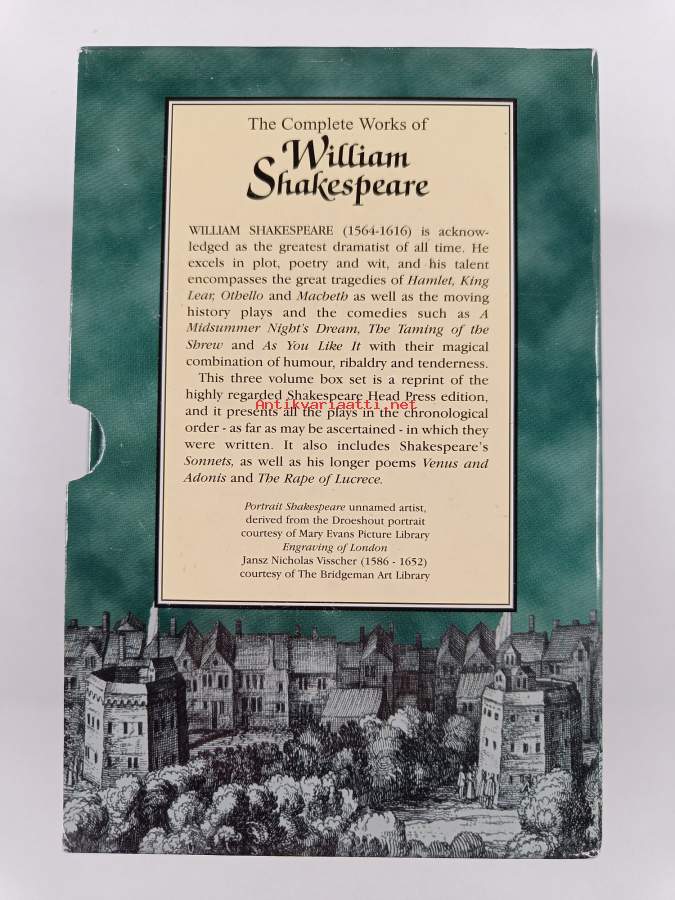 The Complete Works of
William
Shakespeare
WILLIAM SHAKESPEARE (1564-1616) is acknow-
ledged as the greatest dramatist of all time. He
excels in plot, poetry and wit, and his talent
encompasses the great tragedies of Hamlet, King
Lear, Othello and Macbeth as well as the moving
history plays and the comedies such as A
Midsummer Night's Dream, The Taming of the
Shrew and As You Like It with their magical
combination of humour, ribaldry and tenderness.
This three volume box set is a reprint of the
highly regarded Shakespeare Head Press edition,
Antikvariaatti.net
and it presents all the plays in the chronological
order - as far as may be ascertained - in which they
were written. It also includes Shakespeare's
Sonnets, as well as his longer poems Venus and
Adonis and The Rape of Lucrece.
Portrait Shakespeare unnamed artist,
derived from the Droeshout portrait
courtesy of Mary Evans Picture Library
Engraving of London
Jansz Nicholas Visscher (1586 - 1652)
courtesy of The Bridgeman Art Library